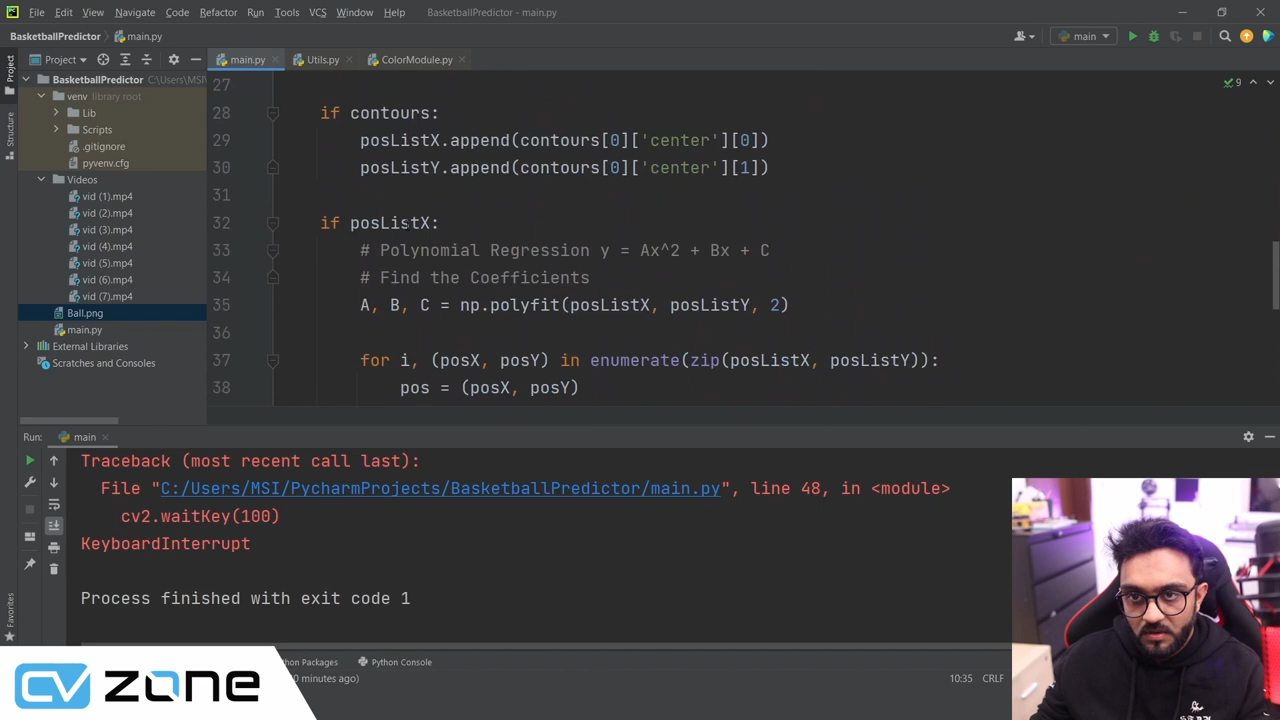 File Edit View Navigate Code Refactor Run Tools VCS Window Help BasketballPredictor - main.py
BasketballPredictor main.py main
Project main.py Utils.py ColorModule.py
Project
Structure
Favorites
BasketballPredictor C:\Users\MSI\
venv library root
Lib
Scripts
.gitignore
pyvenv.cfg
Videos
vid (1).mp4
vid (2).mp4
vid (3).mp4
vid (4).mp4
vid (5).mp4
vid (6).mp4
vid (7).mp4
Ball.png
main.py
External Libraries
Scratches and Consoles
9
27
28 if contours:
29 posListX.append(contours[0]['center'][0])
30 posListY.append(contours[0]['center'][1])
31
32 if posListX:
33 # Polynomial Regression y = Ax^2 + Bx + C
34 # Find the Coefficients
35 A, B, C = np.polyfit(posListX, posListY, 2)
36
37 for i, (posX, posY) in enumerate(zip(posListX, posListY)):
38 pos = (posX, posY)
Run: main
Traceback (most recent call last):
File "C:/Users/MSI/PycharmProjects/BasketballPredictor/main.py", line 48, in <module>
cv2.waitKey(100)
KeyboardInterrupt
Process finished with exit code 1
Packages Python Console
minutes ago) 10:35 CRLF
CV ZONE